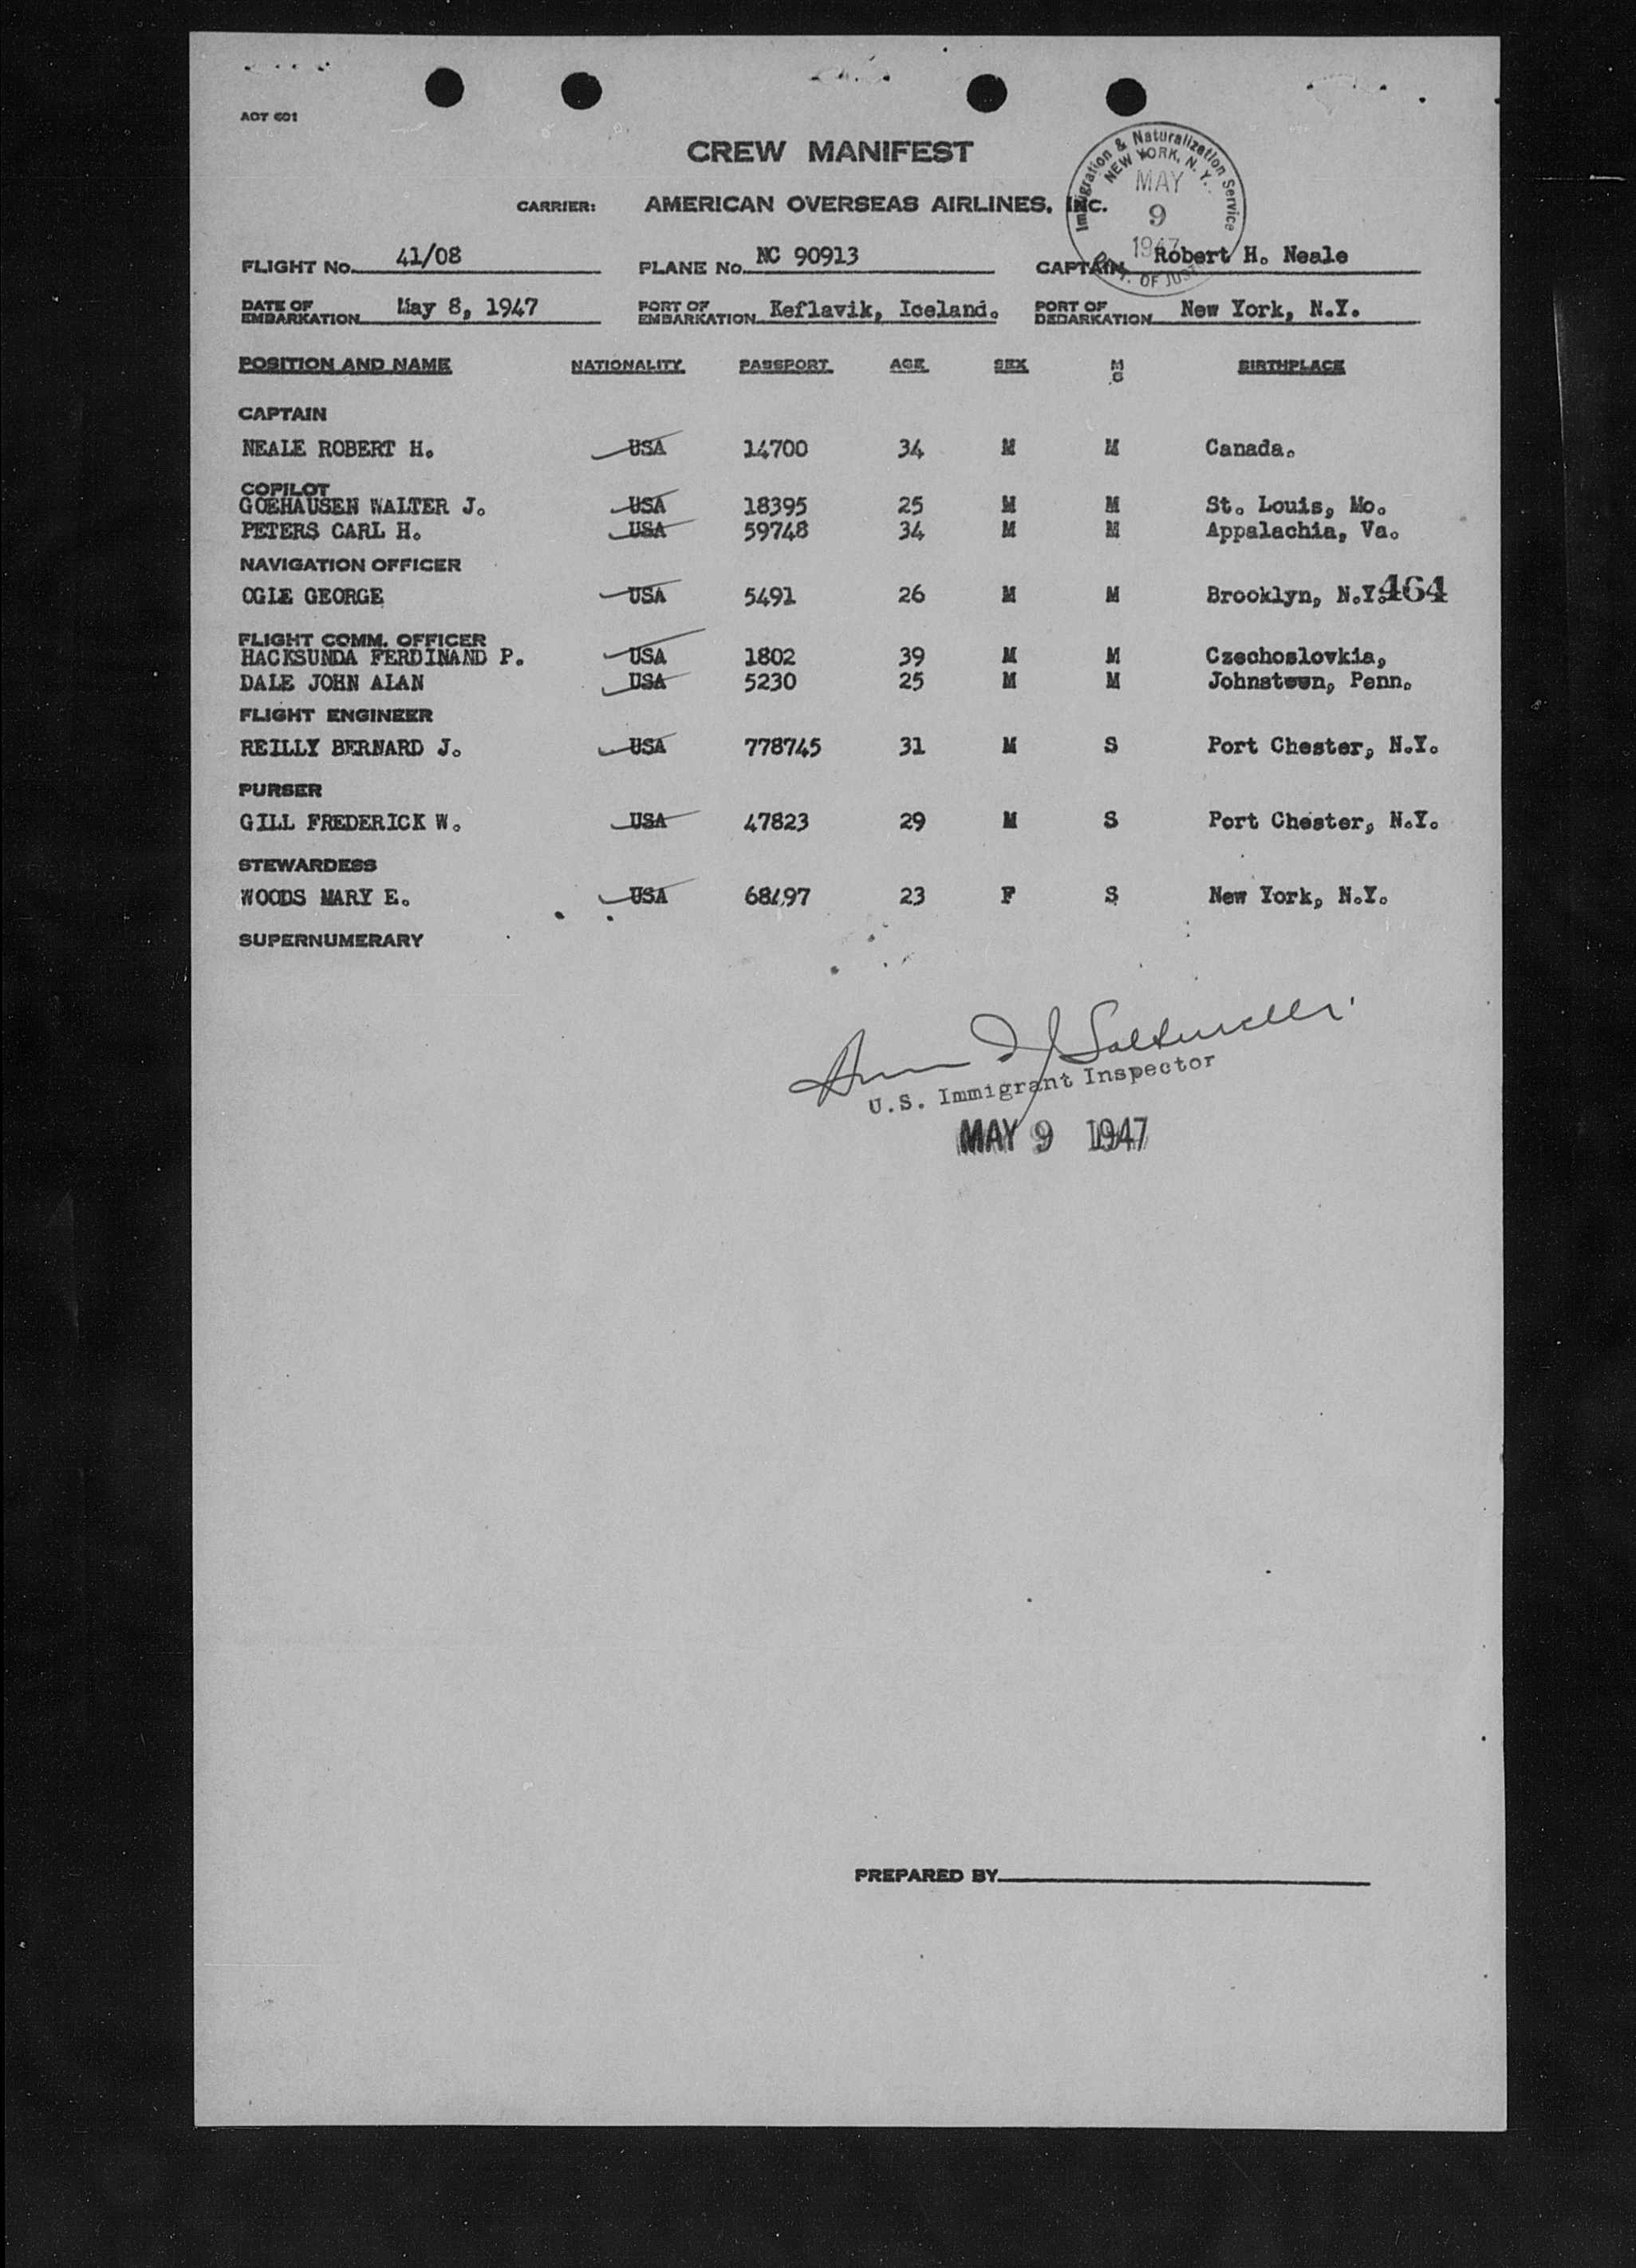 AOT 601
CREW MANIFEST
CARRIER: AMERICAN OVERSEAS AIRLINES, INC.
Immigration & Naturalization Service
NEW YORK, N.Y.
MAY
9
1947
OF JUST
FLIGHT No. 41/08 PLANE No. NC 90913 CAPTAIN Robert H. Neale
DATE OF EMBARKATION May 8, 1947 PORT OF EMBARKATION Keflavik, Iceland. PORT OF DEBARKATION New York, N.Y.
POSITION AND NAME NATIONALITY PASSPORT AGE SEX M S BIRTHPLACE
CAPTAIN
NEALE ROBERT H. USA 14700 34 M M Canada.
COPILOT
GOEHAUSEN WALTER J. USA 18395 25 M M St. Louis, Mo.
PETERS CARL H. USA 59748 34 M M Appalachia, Va.
NAVIGATION OFFICER
OGLE GEORGE USA 5491 26 M M Brooklyn, N.Y. 464
FLIGHT COMM. OFFICER
HACKSUNDA FERDINAND P. USA 1802 39 M M Czechoslovkia,
DALE JOHN ALAN USA 5230 25 M M Johnstown, Penn.
FLIGHT ENGINEER
REILLY BERNARD J. USA 778745 31 M S Port Chester, N.Y.
PURSER
GILL FREDERICK W. USA 47823 29 M S Port Chester, N.Y.
STEWARDESS
WOODS MARY E. USA 68497 23 F S New York, N.Y.
SUPERNUMERARY
U.S. Immigrant Inspector
MAY 9 1947
PREPARED BY